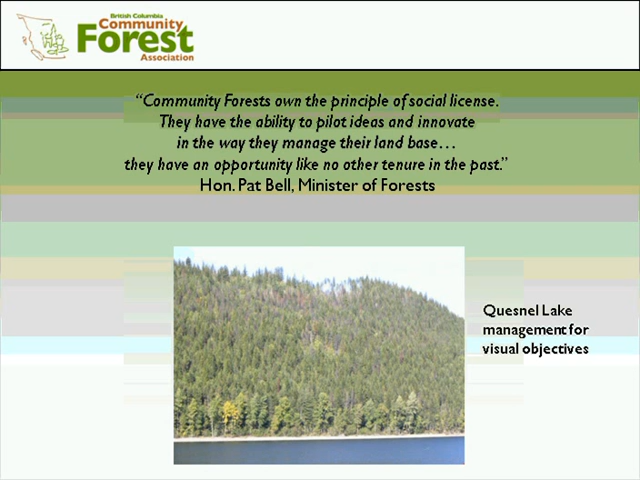 British Columbia
Community
Forest
Association
“Community Forests own the principle of social license.
They have the ability to pilot ideas and innovate
in the way they manage their land base…
they have an opportunity like no other tenure in the past.”
Hon. Pat Bell, Minister of Forests
Quesnel Lake
management for
visual objectives